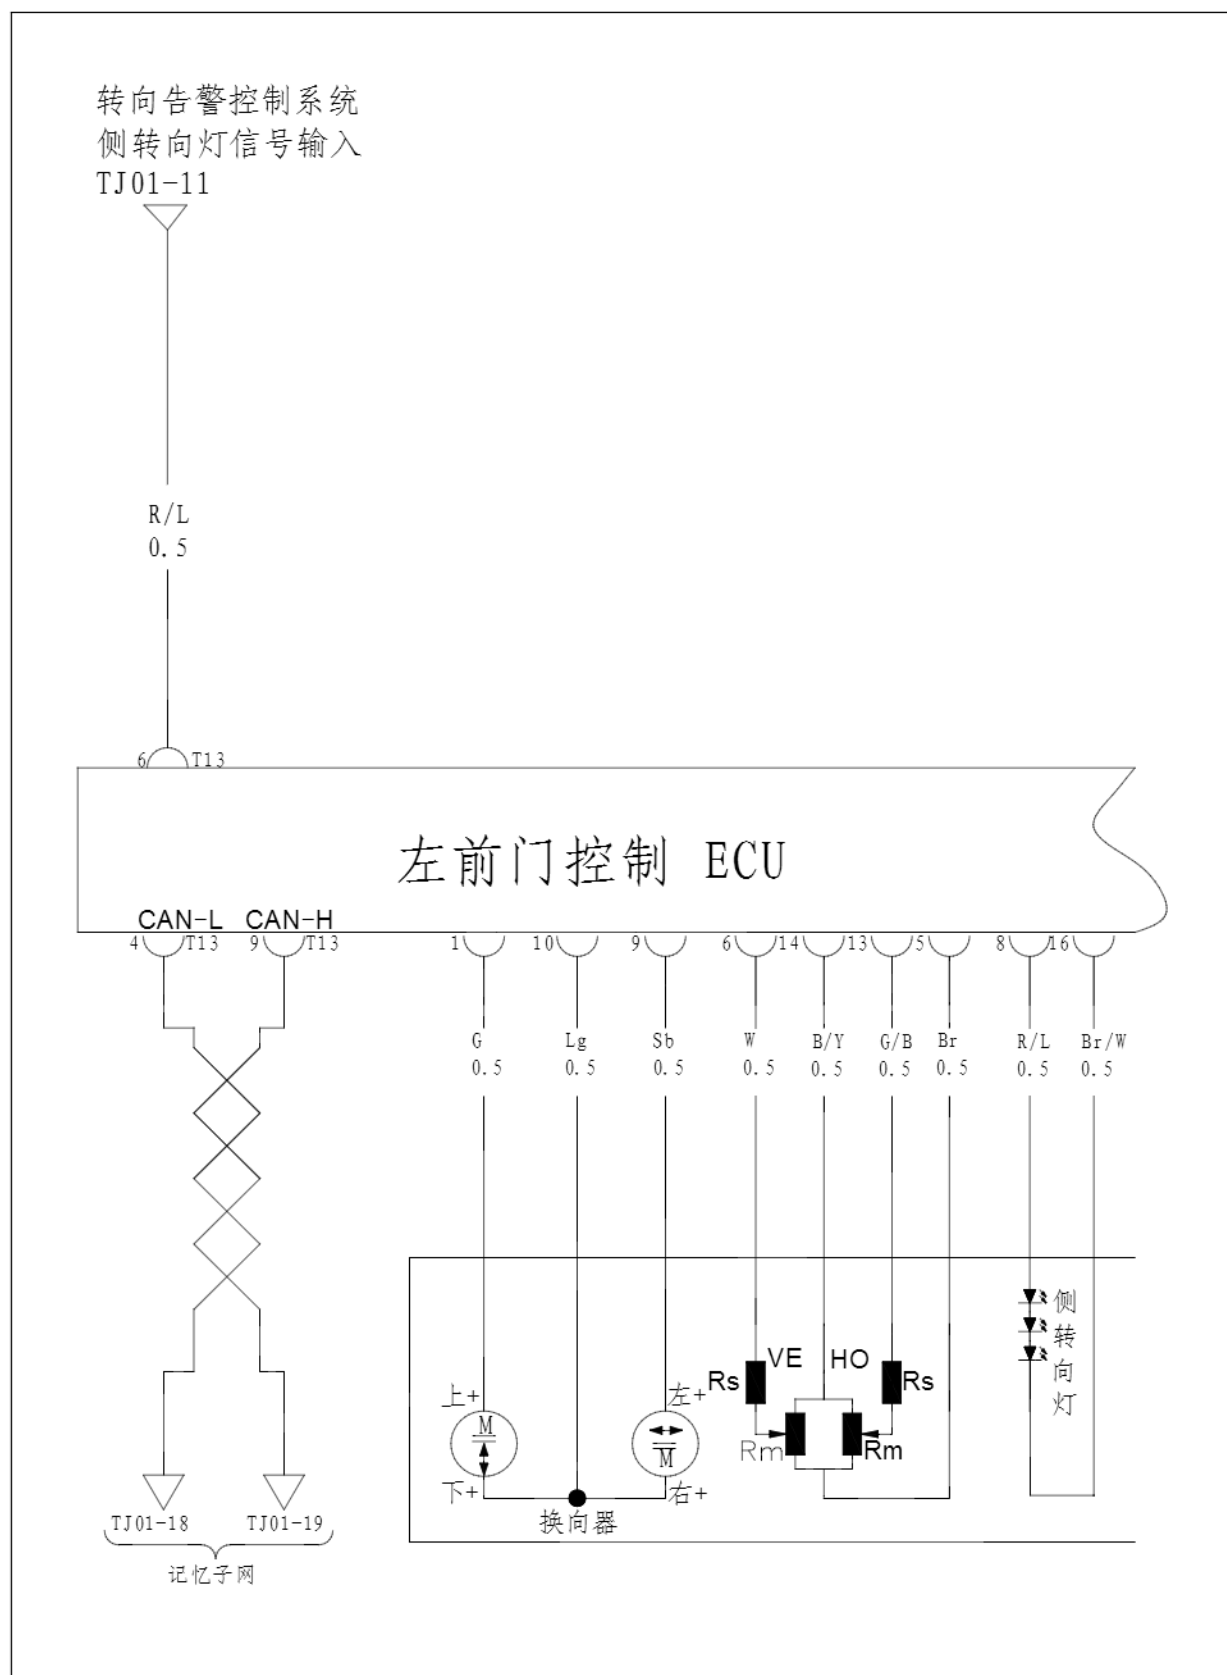 转向告警控制系统
侧转向灯信号输入
TJ01-11
R/L
0.5
6 T13
左前门控制 ECU
CAN-L CAN-H
4 T13 9 T13 1 10 9 6 14 13 5 8 16
G Lg Sb W B/Y G/B Br R/L Br/W
0.5 0.5 0.5 0.5 0.5 0.5 0.5 0.5 0.5
侧转向灯
VE HO
Rs Rs
上+ 左+
M M
Rm Rm
下+ 右+
换向器
TJ01-18 TJ01-19
记忆子网